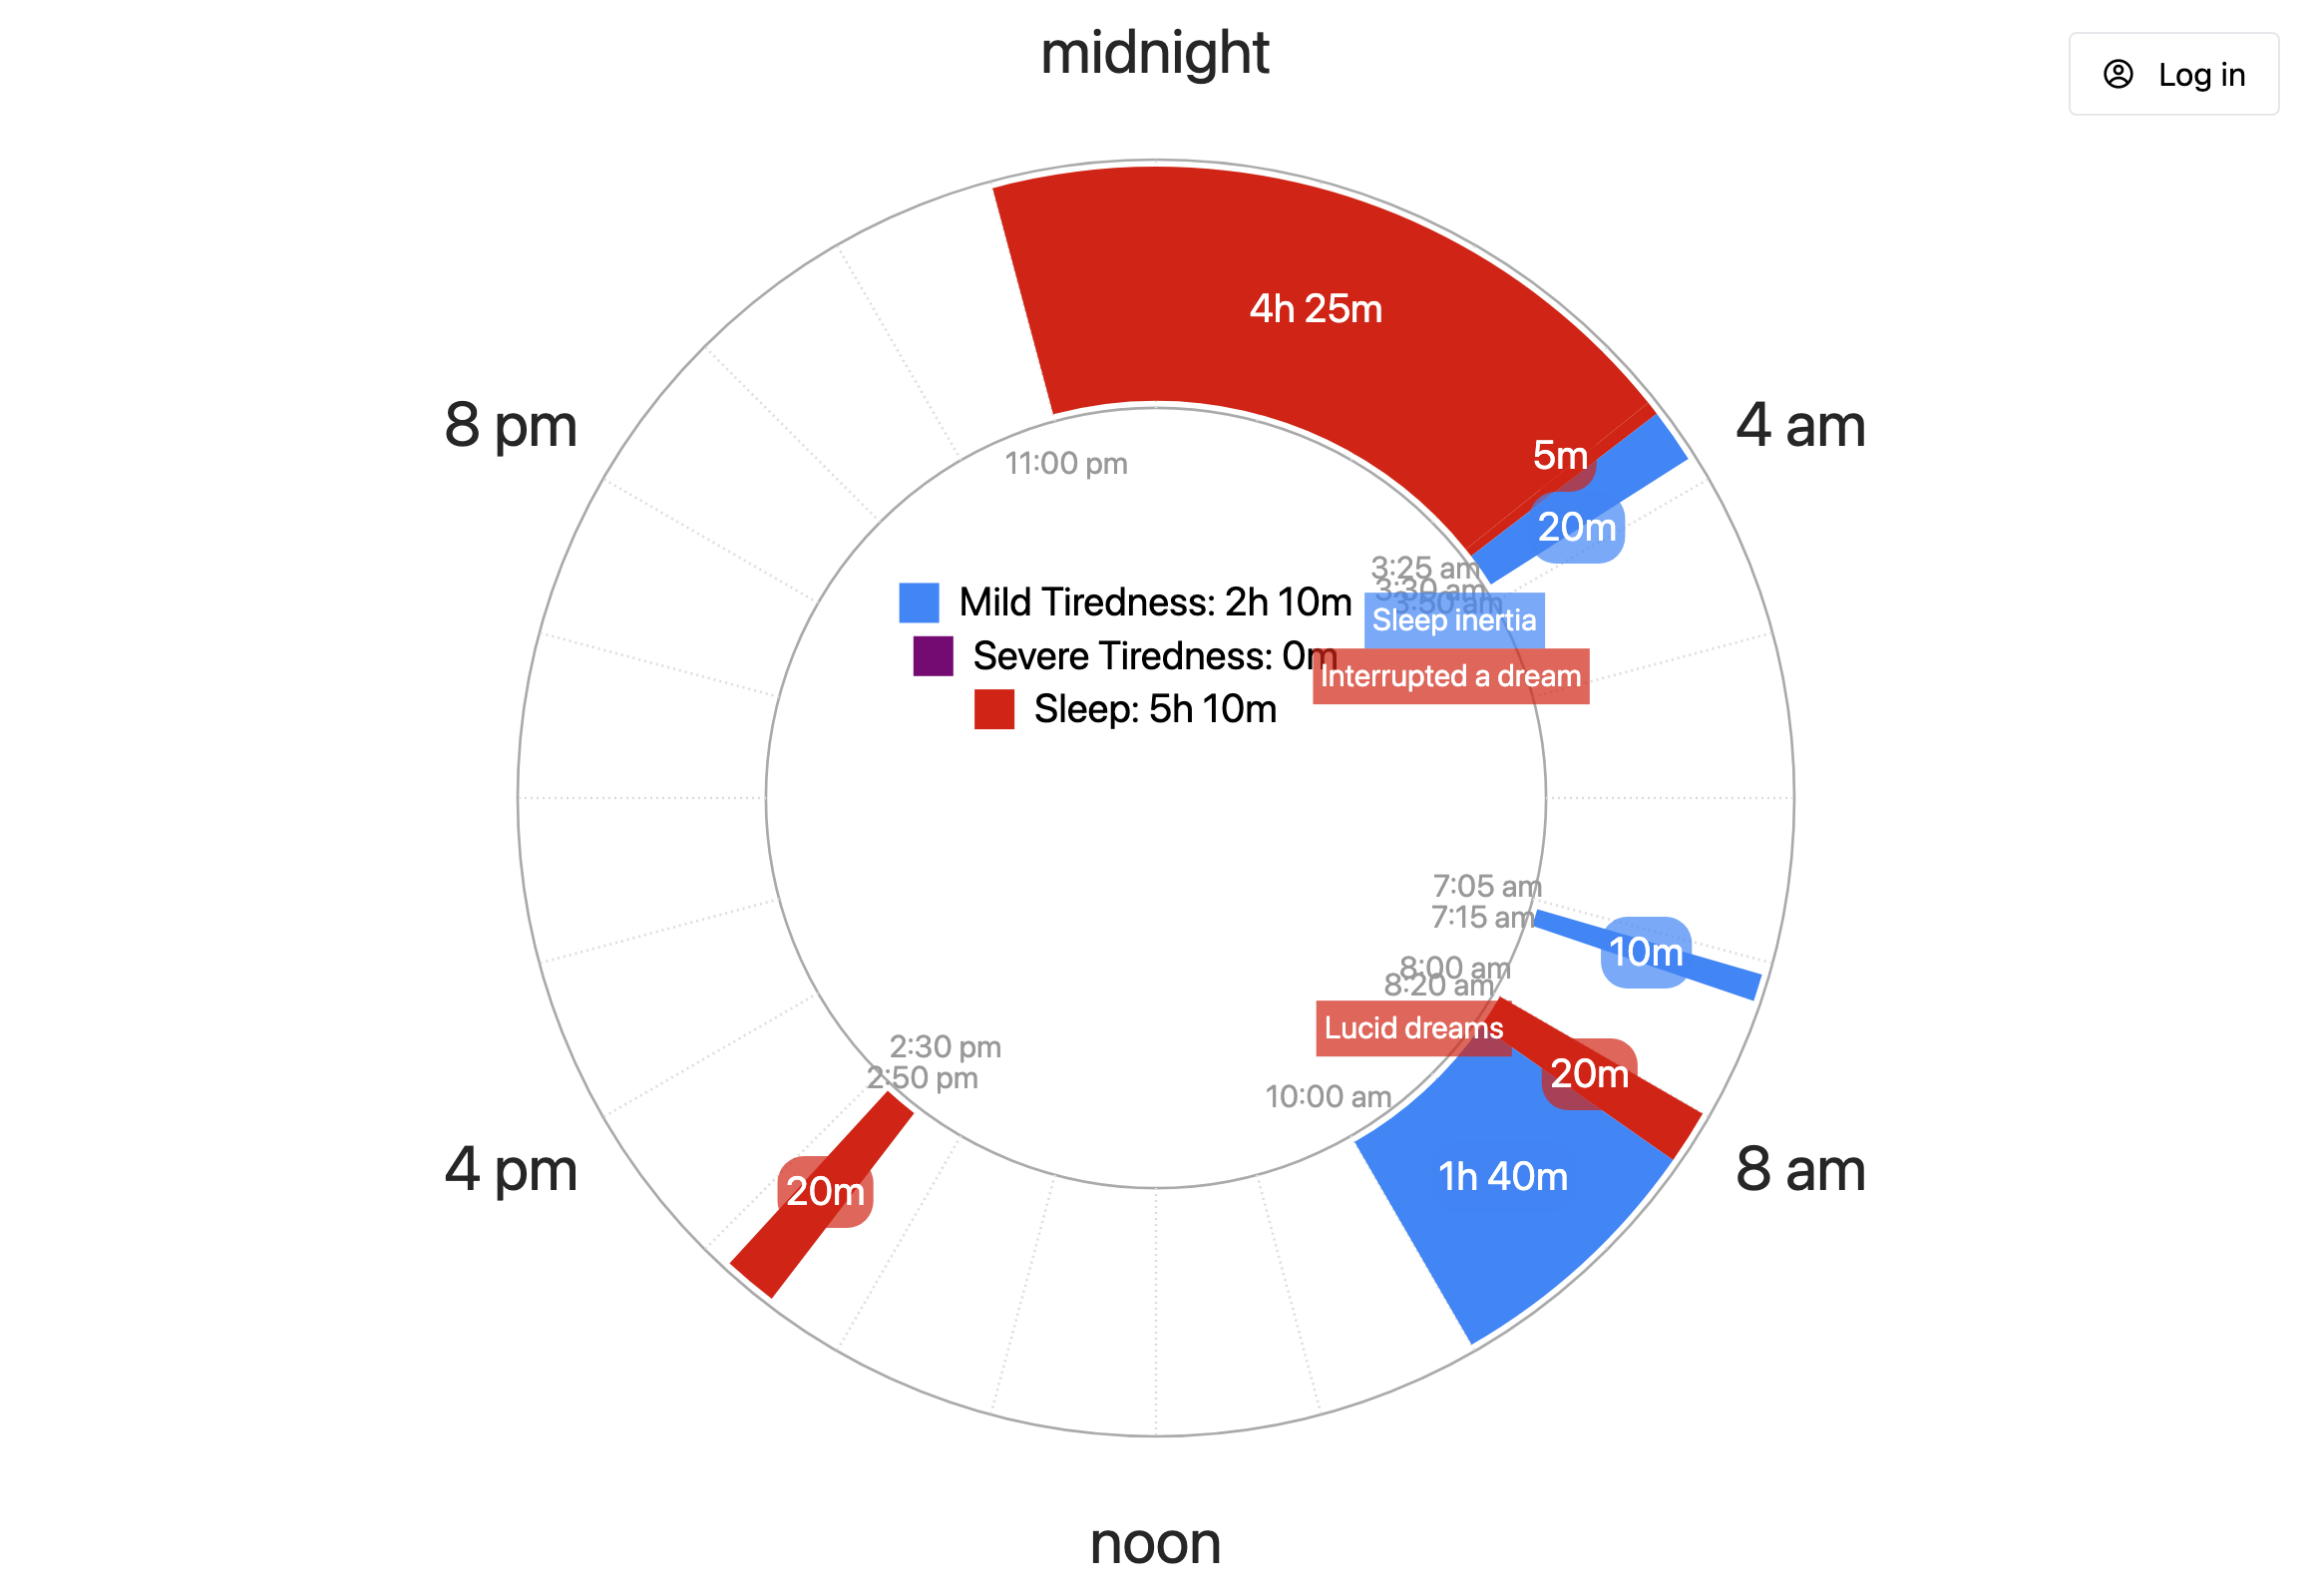 midnight
Log in
4h 25m
8 pm
4 am
5m
11:00 pm
20m
3:25 am
3:30 am
3:50 am
Mild Tiredness: 2h 10m
Sleep inertia
Severe Tiredness: 0m
Interrupted a dream
Sleep: 5h 10m
7:05 am
7:15 am
10m
8:00 am
8:20 am
Lucid dreams
2:30 pm
20m
2:50 pm
10:00 am
4 pm
8 am
1h 40m
20m
noon